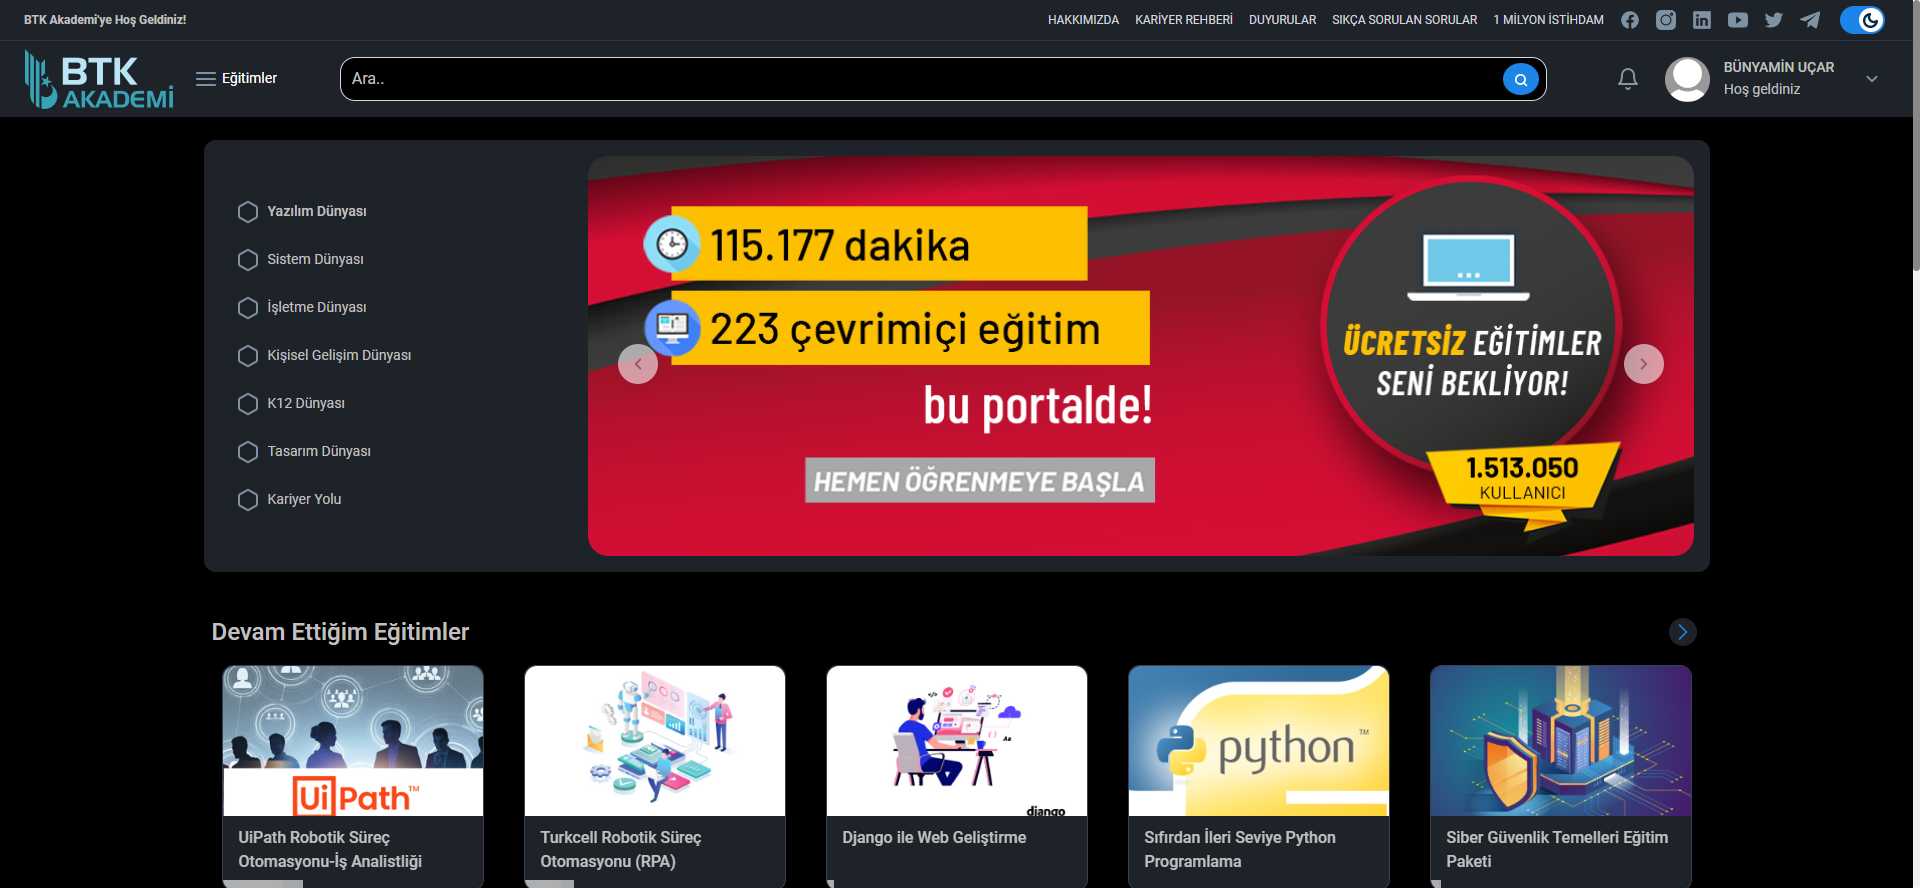 BTK Akademi'ye Hoş Geldiniz!
HAKKIMIZDA KARİYER REHBERİ DUYURULAR SIKÇA SORULAN SORULAR 1 MİLYON İSTİHDAM
BTK
AKADEMİ
Eğitimler
Ara..
BÜNYAMİN UÇAR
Hoş geldiniz
Yazılım Dünyası
Sistem Dünyası
İşletme Dünyası
Kişisel Gelişim Dünyası
K12 Dünyası
Tasarım Dünyası
Kariyer Yolu
115.177 dakika
223 çevrimiçi eğitim
bu portalde!
HEMEN ÖĞRENMEYE BAŞLA
ÜCRETSİZ EĞİTİMLER
SENİ BEKLİYOR!
1.513.050
KULLANICI
Devam Ettiğim Eğitimler
UiPath™
django
python™
UiPath Robotik Süreç
Otomasyonu-İş Analistliği
Turkcell Robotik Süreç
Otomasyonu (RPA)
Django ile Web Geliştirme
Sıfırdan İleri Seviye Python
Programlama
Siber Güvenlik Temelleri Eğitim
Paketi